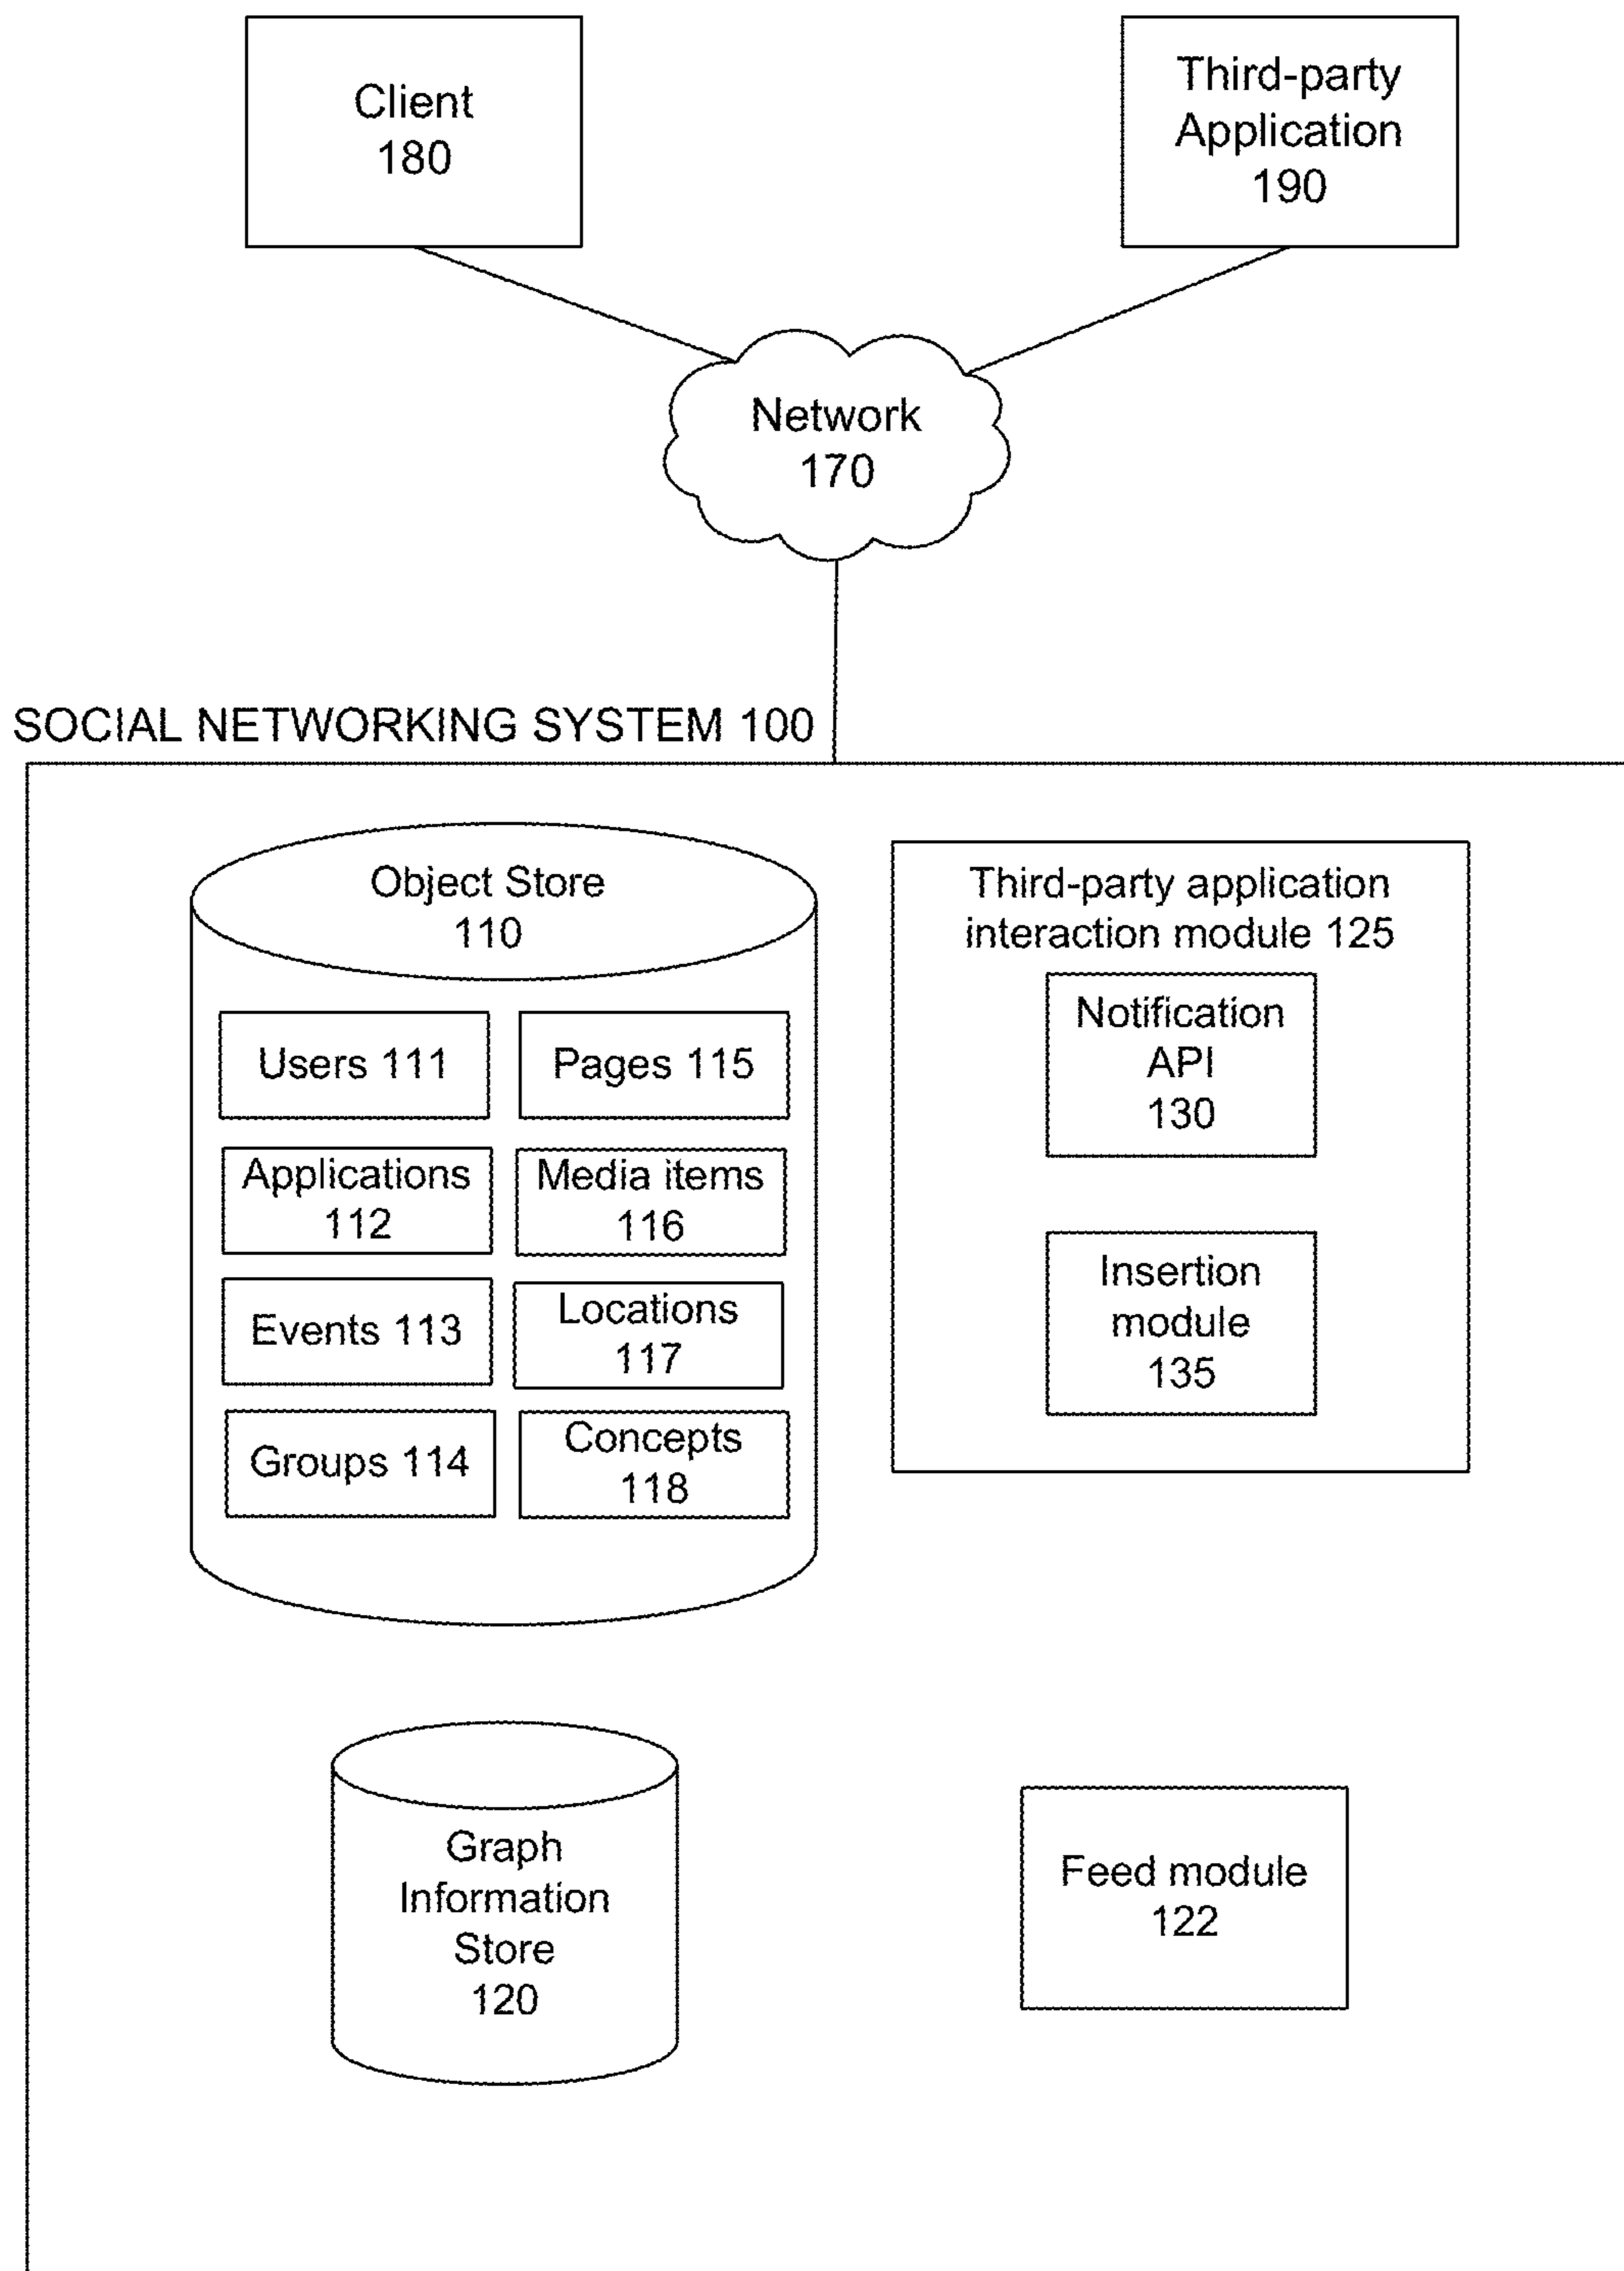 Client
180
Third-party
Application
190
Network
170
SOCIAL NETWORKING SYSTEM 100
Object Store
110
Users 111
Pages 115
Applications
112
Media items
116
Events 113
Locations
117
Groups 114
Concepts
118
Third-party application
interaction module 125
Notification
API
130
Insertion
module
135
Graph
Information
Store
120
Feed module
122